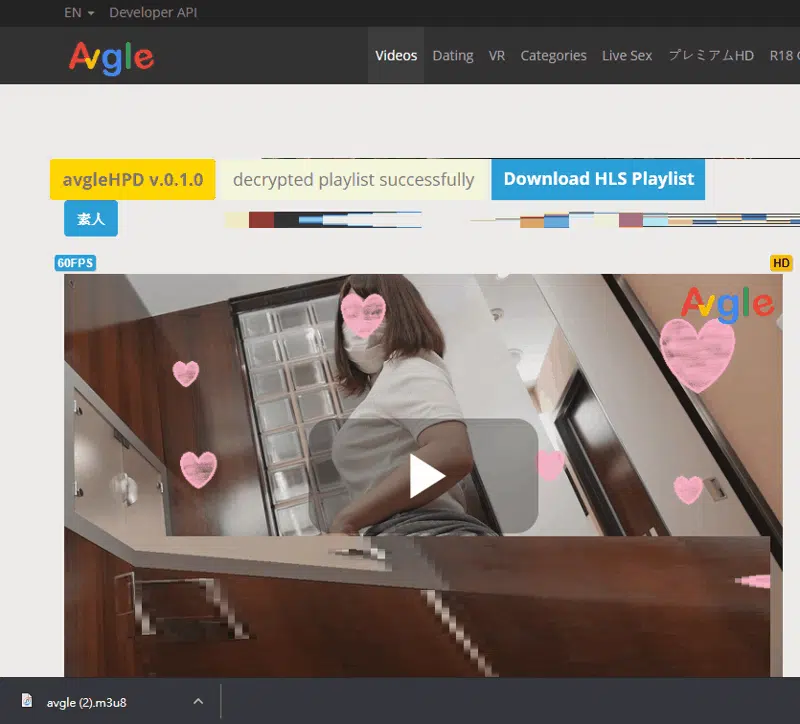 EN Developer API
Avgle Videos Dating VR Categories Live Sex プレミアムHD R18
avgleHPD v.0.1.0 decrypted playlist successfully Download HLS Playlist
素人
60FPS HD
Avgle
avgle (2).m3u8